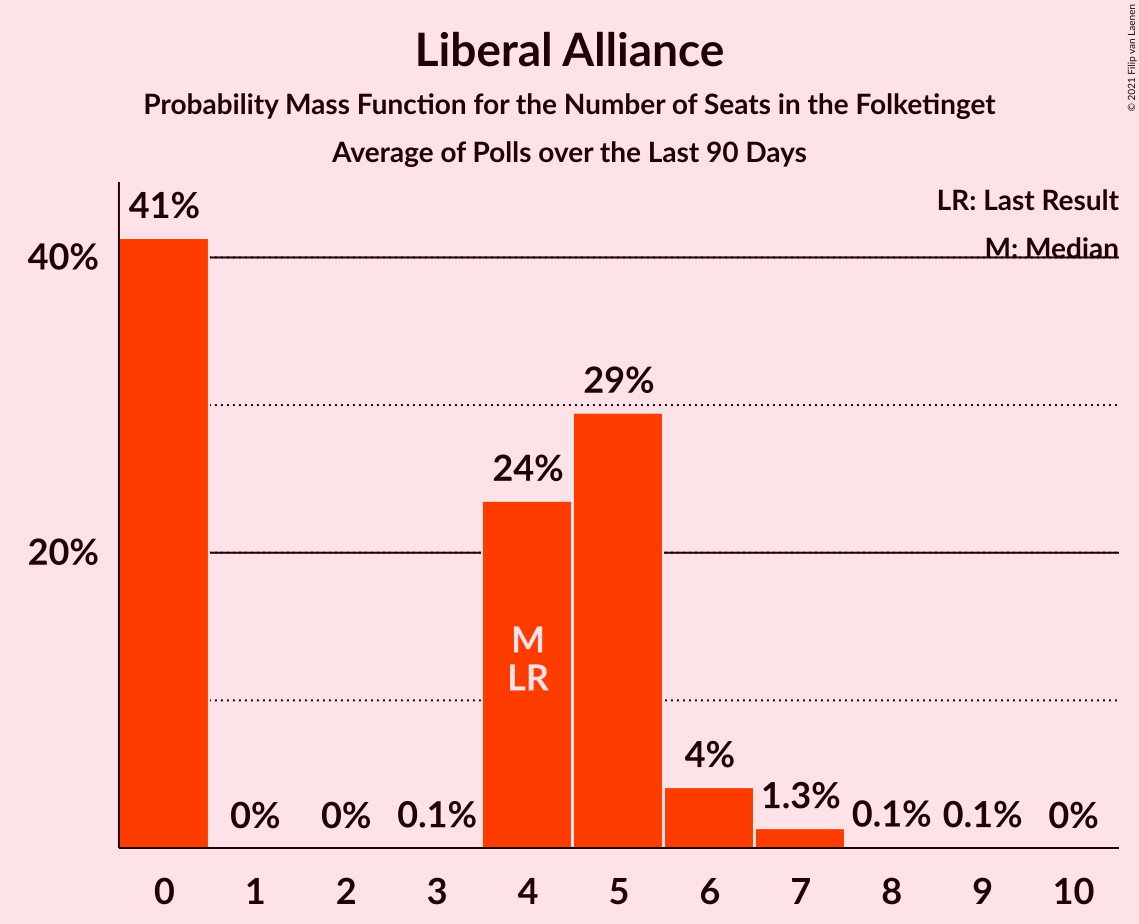 Liberal Alliance
Probability Mass Function for the Number of Seats in the Folketinget
Average of Polls over the Last 90 Days
© 2021 Filip van Laenen
LR: Last Result
M: Median
41%
40%
29%
24%
20%
M
LR
4%
1.3%
0%
0%
0.1%
0.1%
0.1%
0%
0 1 2 3 4 5 6 7 8 9 10